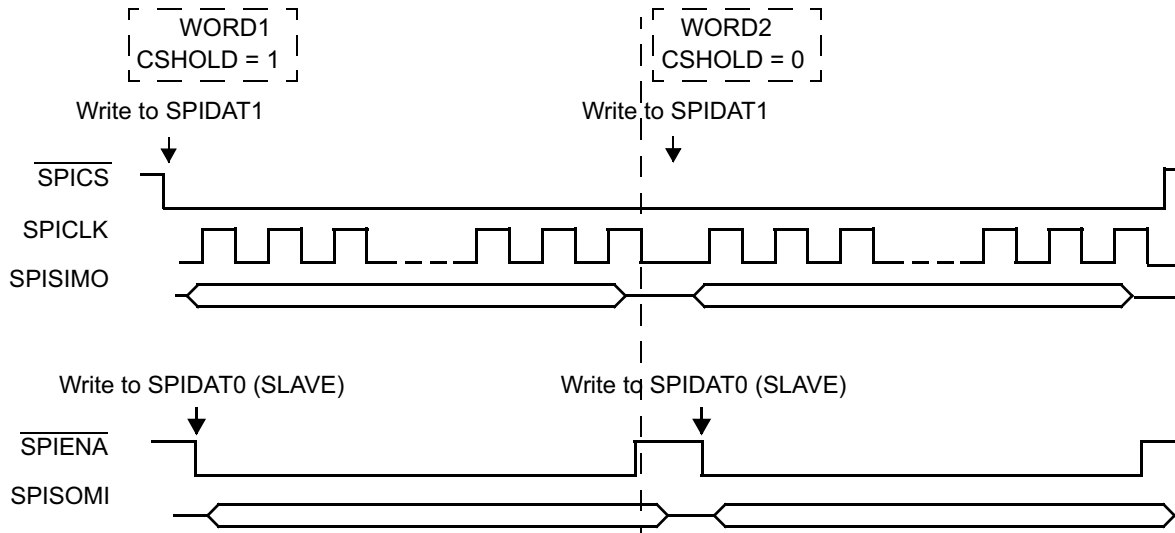 WORD1
CSHOLD = 1
WORD2
CSHOLD = 0
Write to SPIDAT1
Write to SPIDAT1
SPICS
SPICLK
SPISIMO
Write to SPIDAT0 (SLAVE)
Write to SPIDAT0 (SLAVE)
SPIENA
SPISOMI